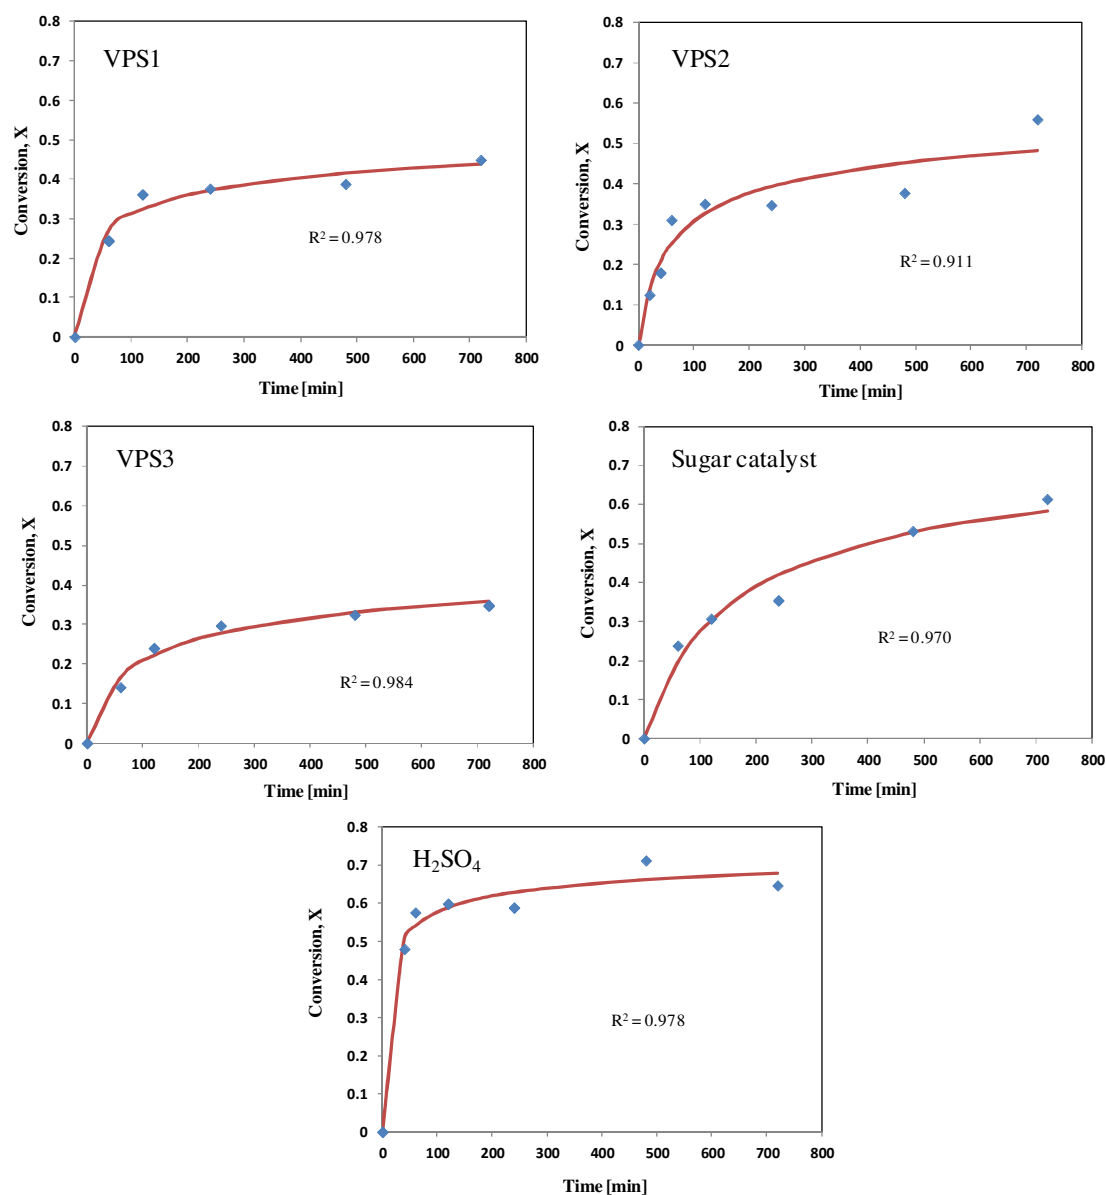 VPS1
Conversion, X
0.8
0.7
0.6
0.5
0.4
0.3
0.2
0.1
0
R² = 0.978
0 100 200 300 400 500 600 700 800
Time [min]
VPS2
Conversion, X
0.8
0.7
0.6
0.5
0.4
0.3
0.2
0.1
0
R² = 0.911
0 100 200 300 400 500 600 700 800
Time [min]
VPS3
Conversion, X
0.8
0.7
0.6
0.5
0.4
0.3
0.2
0.1
0
R² = 0.984
0 100 200 300 400 500 600 700 800
Time [min]
Sugar catalyst
Conversion, X
0.8
0.7
0.6
0.5
0.4
0.3
0.2
0.1
0
R² = 0.970
0 100 200 300 400 500 600 700 800
Time [min]
H₂SO₄
Conversion, X
0.8
0.7
0.6
0.5
0.4
0.3
0.2
0.1
0
R² = 0.978
0 100 200 300 400 500 600 700 800
Time [min]